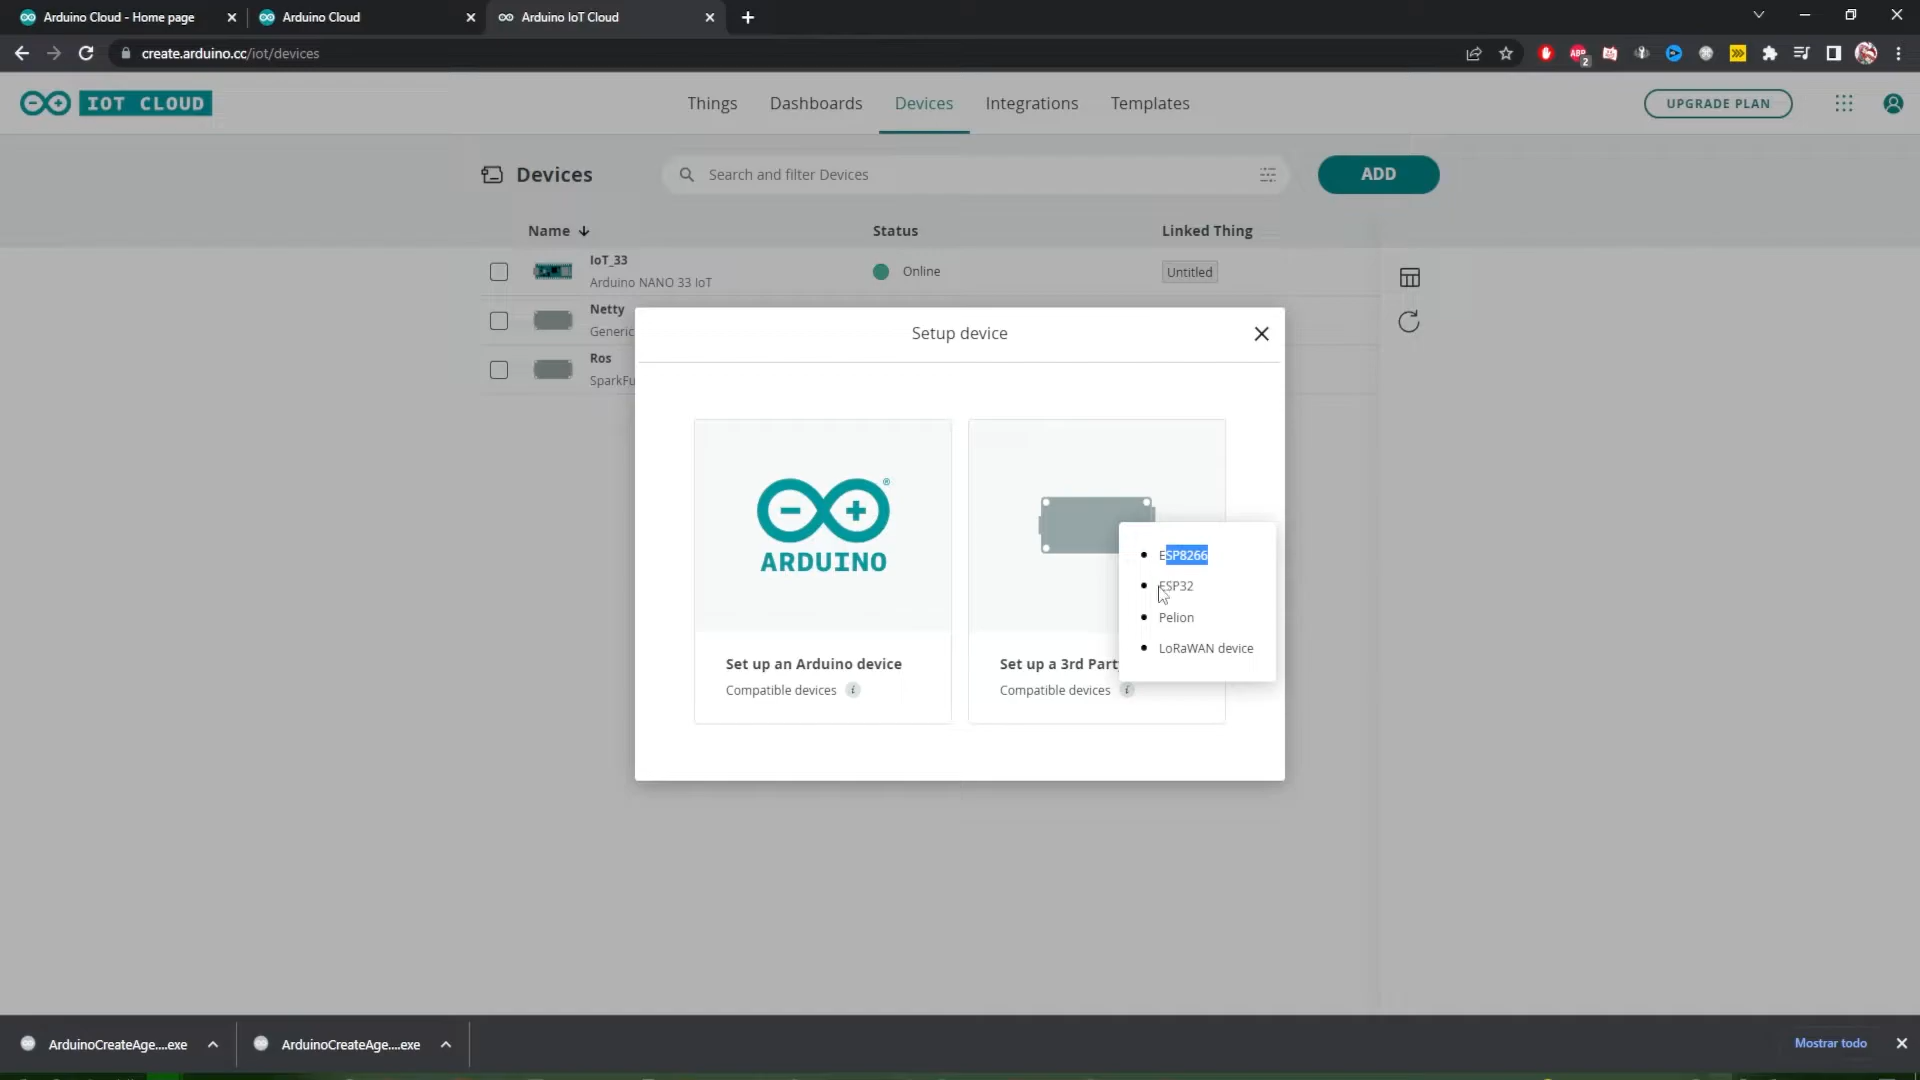 Arduino Cloud - Home page
Arduino Cloud
Arduino IoT Cloud
create.arduino.cc/iot/devices
ABP
2
IOT CLOUD
Things
Dashboards
Devices
Integrations
Templates
UPGRADE PLAN
Devices
Search and filter Devices
ADD
Name
Status
Linked Thing
IoT_33
Arduino NANO 33 IoT
Online
Untitled
Netty
Generic
Ros
SparkFu
Setup device
ARDUINO
®
Set up an Arduino device
Compatible devices
i
Set up a 3rd Part
Compatible devices
i
ESP8266
ESP32
Pelion
LoRaWAN device
ArduinoCreateAge....exe
ArduinoCreateAge....exe
Mostrar todo